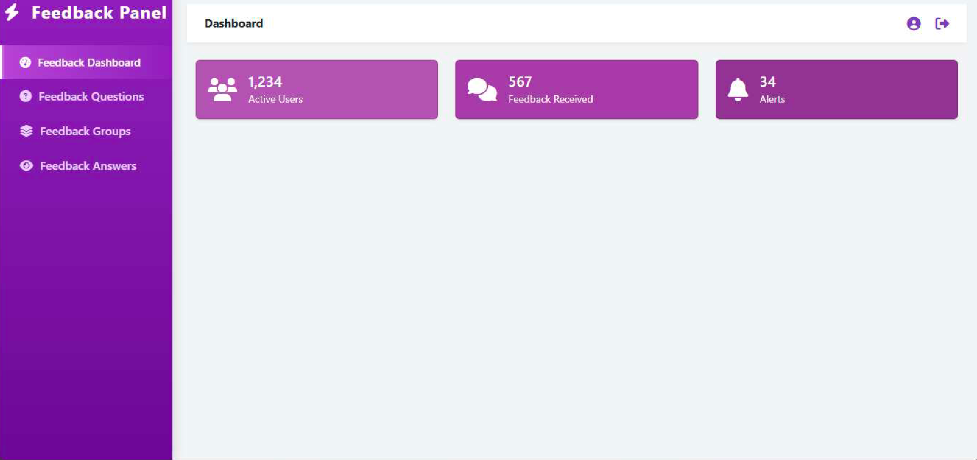 Feedback Panel
Feedback Dashboard
Feedback Questions
Feedback Groups
Feedback Answers
Dashboard
1,234
Active Users
567
Feedback Received
34
Alerts